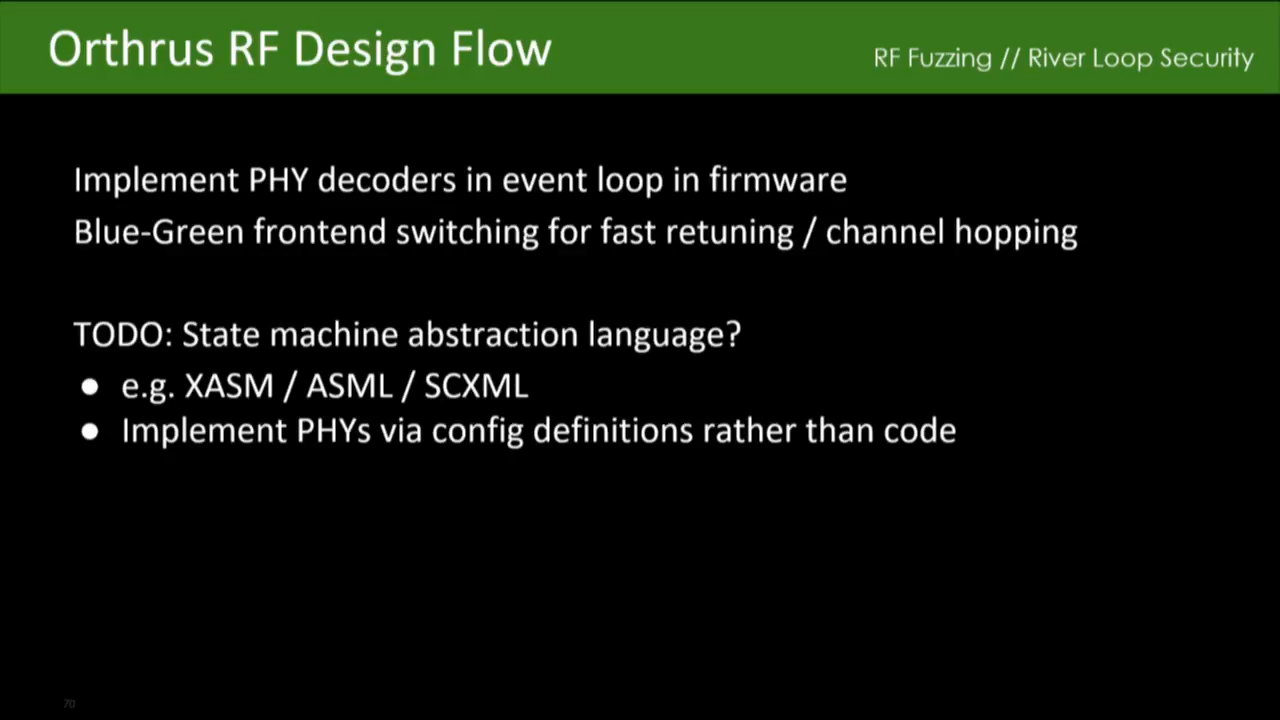 Orthrus RF Design Flow
RF Fuzzing // River Loop Security
Implement PHY decoders in event loop in firmware
Blue-Green frontend switching for fast retuning / channel hopping
TODO: State machine abstraction language?
● e.g. XASM / ASML / SCXML
● Implement PHYs via config definitions rather than code
70